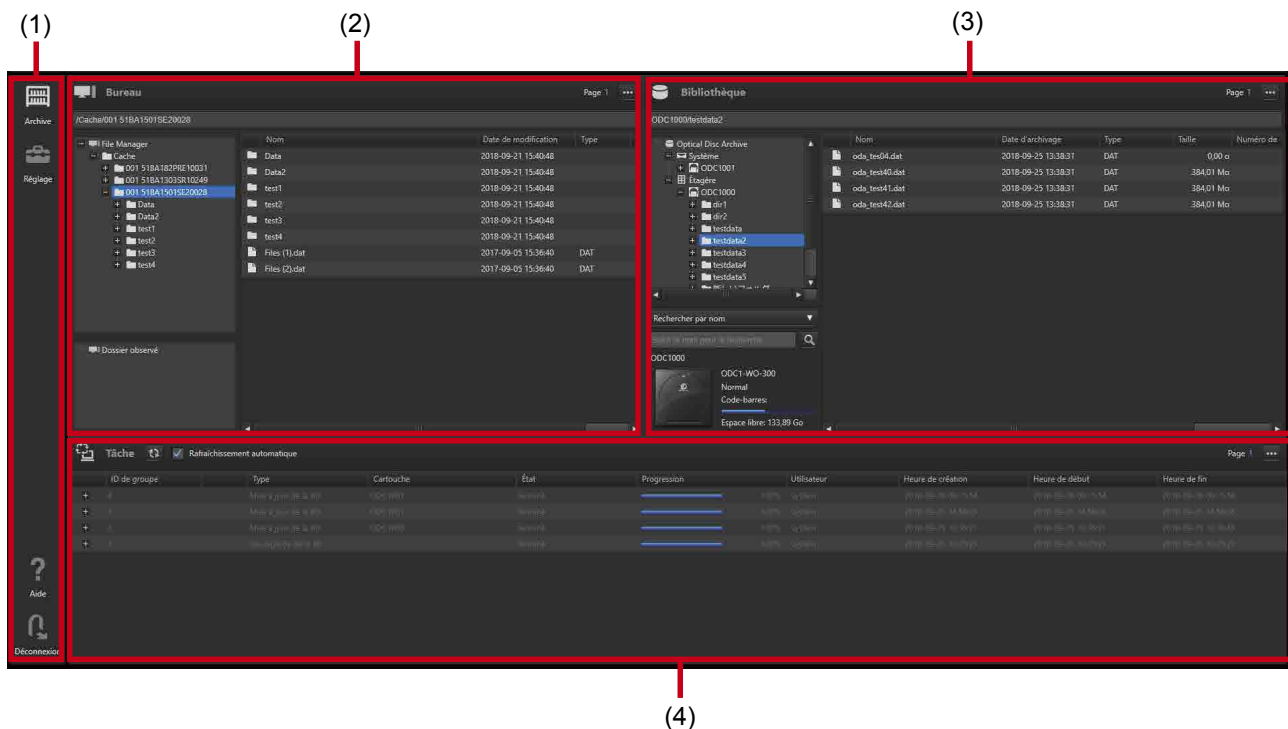 (1)
(2)
(3)
Archive
Réglage
Aide
Déconnexion
Bureau
Page 1
/Cache/001 51BA1501SE20028
File Manager
Cache
001 51BA182PRE10031
001 51BA1303SR10249
001 51BA1501SE20028
Data
Data2
test1
test2
test3
test4
Dossier observé
Nom Date de modification Type
Data 2018-09-21 15:40:48
Data2 2018-09-21 15:40:48
test1 2018-09-21 15:40:48
test2 2018-09-21 15:40:48
test3 2018-09-21 15:40:48
test4 2018-09-21 15:40:48
Files (1).dat 2017-09-05 15:36:40 DAT
Files (2).dat 2017-09-05 15:36:40 DAT
Bibliothèque
Page 1
ODC1000/testdata2
Optical Disc Archive
Système
ODC1001
Étagère
ODC1000
dir1
dir2
testdata
testdata2
testdata3
testdata4
testdata5
Rechercher par nom
ODC1000
ODC1-WO-300
Normal
Code-barres:
Espace libre: 133,89 Go
Nom Date d'archivage Type Taille Numéro de
oda_tes04.dat 2018-09-25 13:38:31 DAT 0,00 o
oda_test40.dat 2018-09-25 13:38:31 DAT 384,01 Mo
oda_test41.dat 2018-09-25 13:38:31 DAT 384,01 Mo
oda_test42.dat 2018-09-25 13:38:31 DAT 384,01 Mo
Tâche Rafraîchissement automatique
Page 1
ID de groupe Type Cartouche État Progression Utilisateur Heure de création Heure de début Heure de fin
(4)